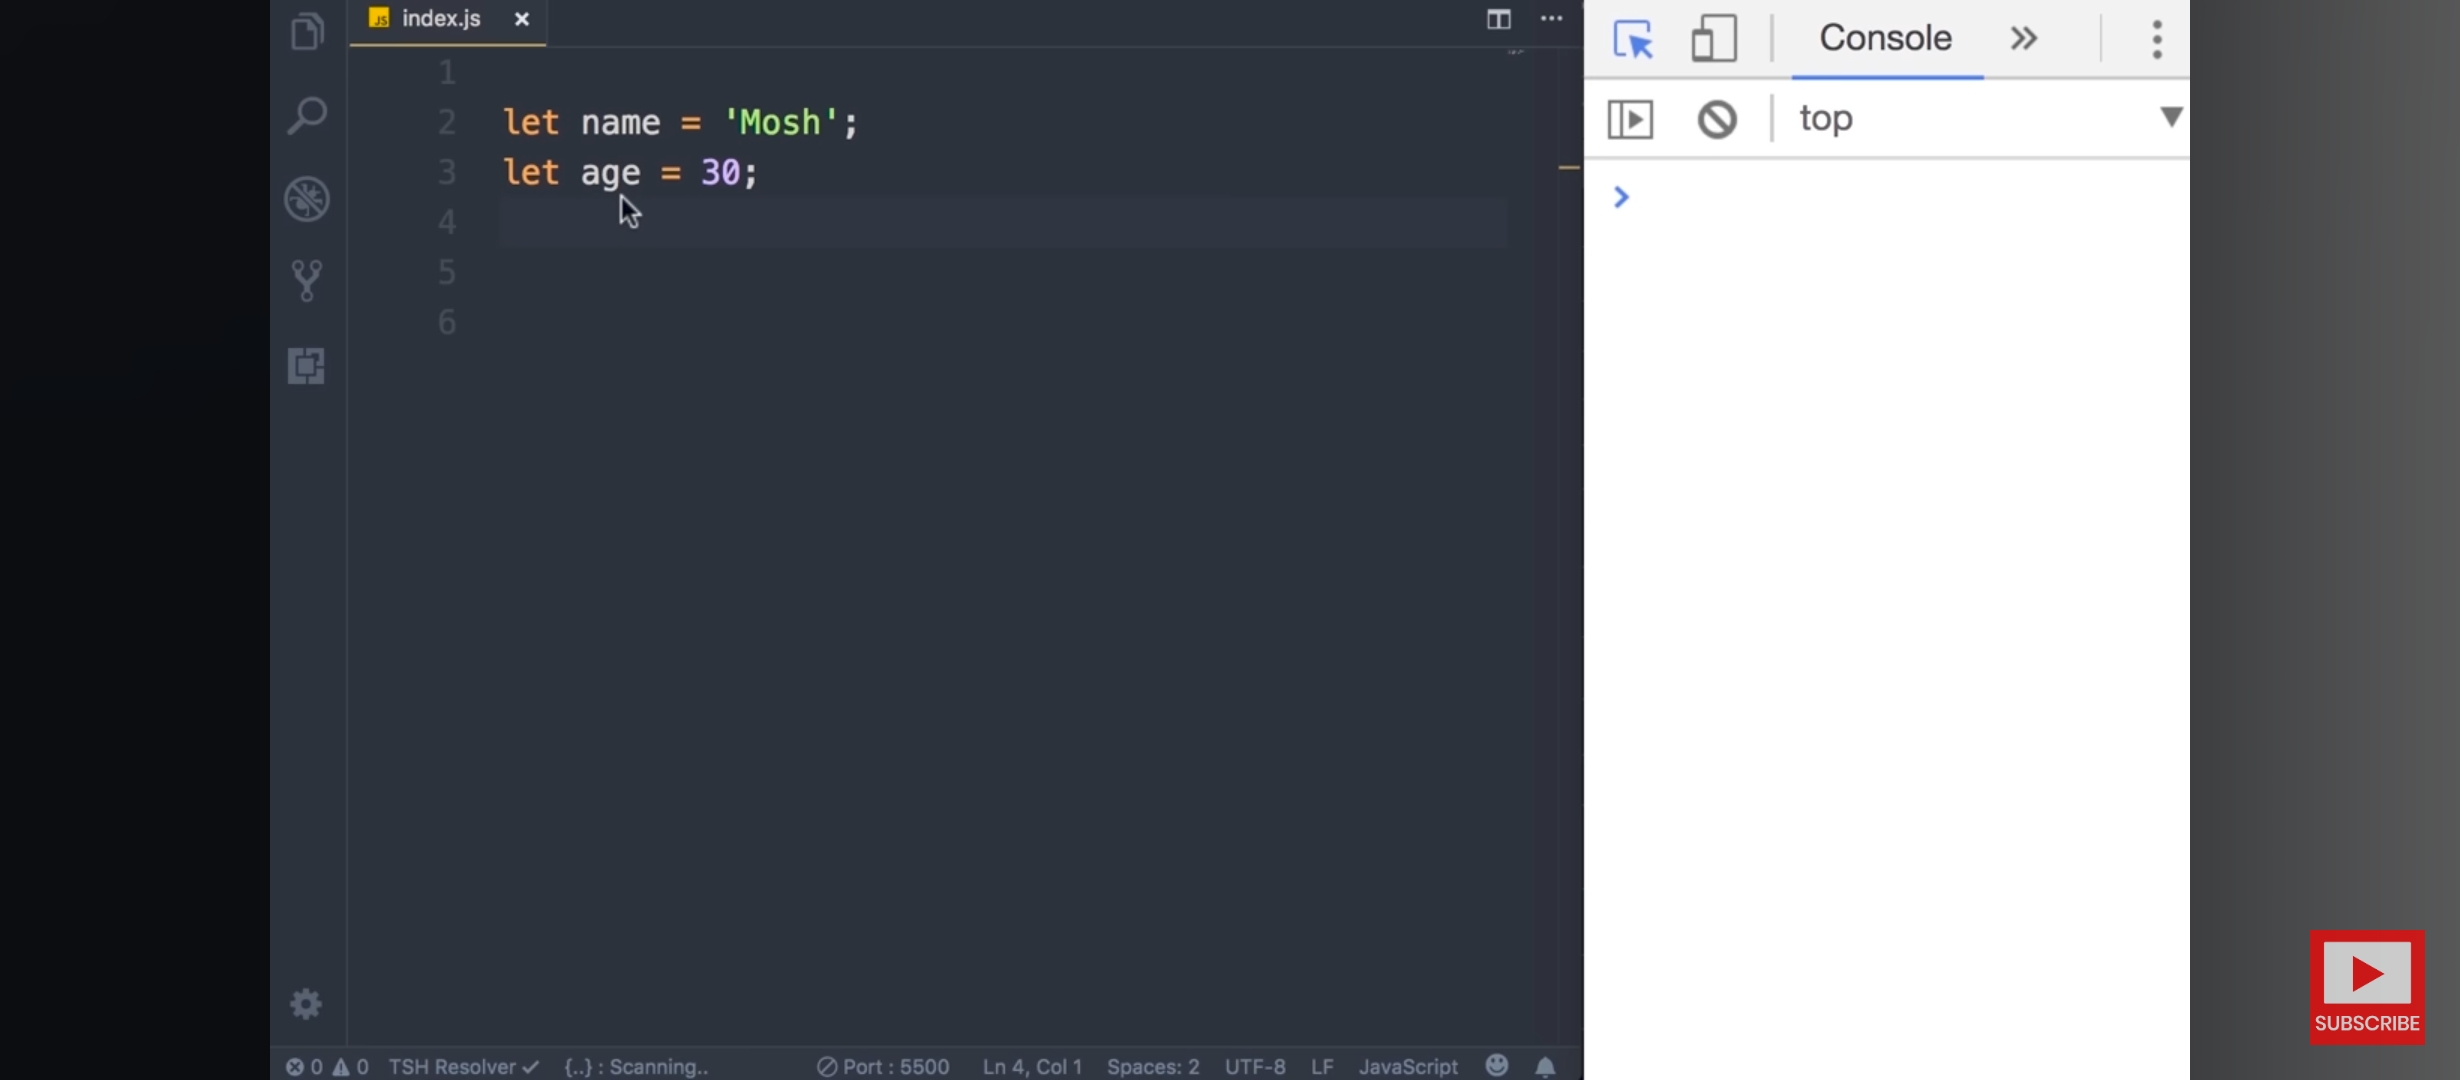 index.js
1
2 let name = 'Mosh';
3 let age = 30;
4
5
6
0 0 TSH Resolver {..} : Scanning.. Port : 5500 Ln 4, Col 1 Spaces: 2 UTF-8 LF JavaScript
Console
top
SUBSCRIBE